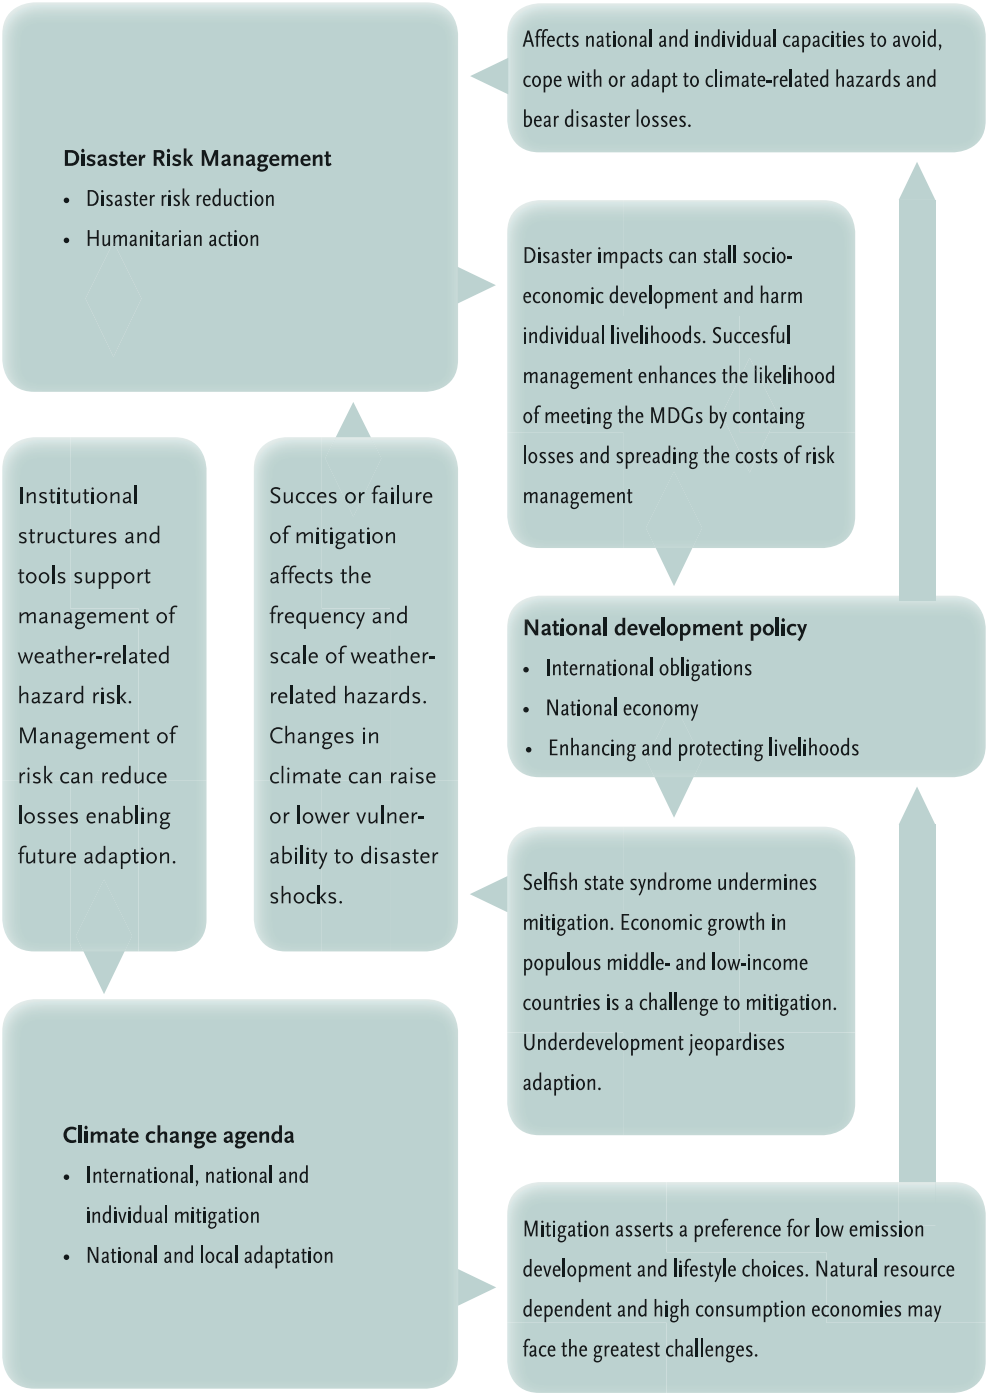 Affects national and individual capacities to avoid,
cope with or adapt to climate-related hazards and
bear disaster losses.
Disaster Risk Management
• Disaster risk reduction
• Humanitarian action
Disaster impacts can stall socio-
economic development and harm
individual livelihoods. Succesful
management enhances the likelihood
of meeting the MDGs by containg
losses and spreading the costs of risk
management
Institutional
structures and
tools support
management of
weather-related
hazard risk.
Management of
risk can reduce
losses enabling
future adaption.
Succes or failure
of mitigation
affects the
frequency and
scale of weather-
related hazards.
Changes in
climate can raise
or lower vulner-
ability to disaster
shocks.
National development policy
• International obligations
• National economy
• Enhancing and protecting livelihoods
Selfish state syndrome undermines
mitigation. Economic growth in
populous middle- and low-income
countries is a challenge to mitigation.
Underdevelopment jeopardises
adaption.
Climate change agenda
• International, national and
individual mitigation
• National and local adaptation
Mitigation asserts a preference for low emission
development and lifestyle choices. Natural resource
dependent and high consumption economies may
face the greatest challenges.